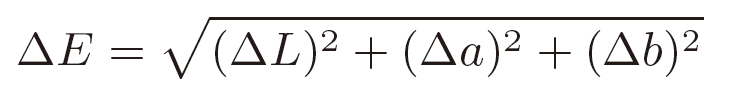 ΔE = √((ΔL)² + (Δa)² + (Δb)²)